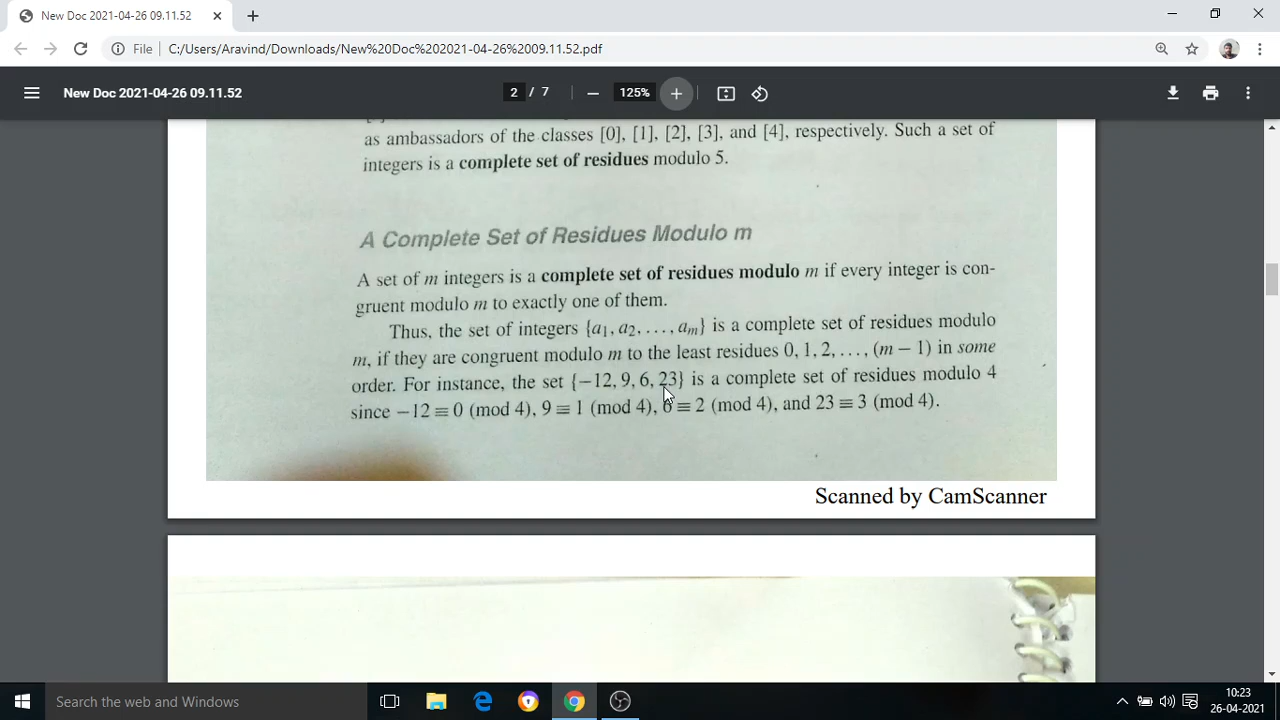 New Doc 2021-04-26 09.11.52
File C:/Users/Aravind/Downloads/New%20Doc%202021-04-26%2009.11.52.pdf
New Doc 2021-04-26 09.11.52 2 / 7 125%
as ambassadors of the classes [0], [1], [2], [3], and [4], respectively. Such a set of
integers is a complete set of residues modulo 5.
A Complete Set of Residues Modulo m
A set of m integers is a complete set of residues modulo m if every integer is con-
gruent modulo m to exactly one of them.
Thus, the set of integers {a₁, a₂, . . . , aₘ} is a complete set of residues modulo
m, if they are congruent modulo m to the least residues 0, 1, 2, . . . , (m − 1) in some
order. For instance, the set {−12, 9, 6, 23} is a complete set of residues modulo 4
since −12 ≡ 0 (mod 4), 9 ≡ 1 (mod 4), 6 ≡ 2 (mod 4), and 23 ≡ 3 (mod 4).
Scanned by CamScanner
Search the web and Windows
10:23
26-04-2021